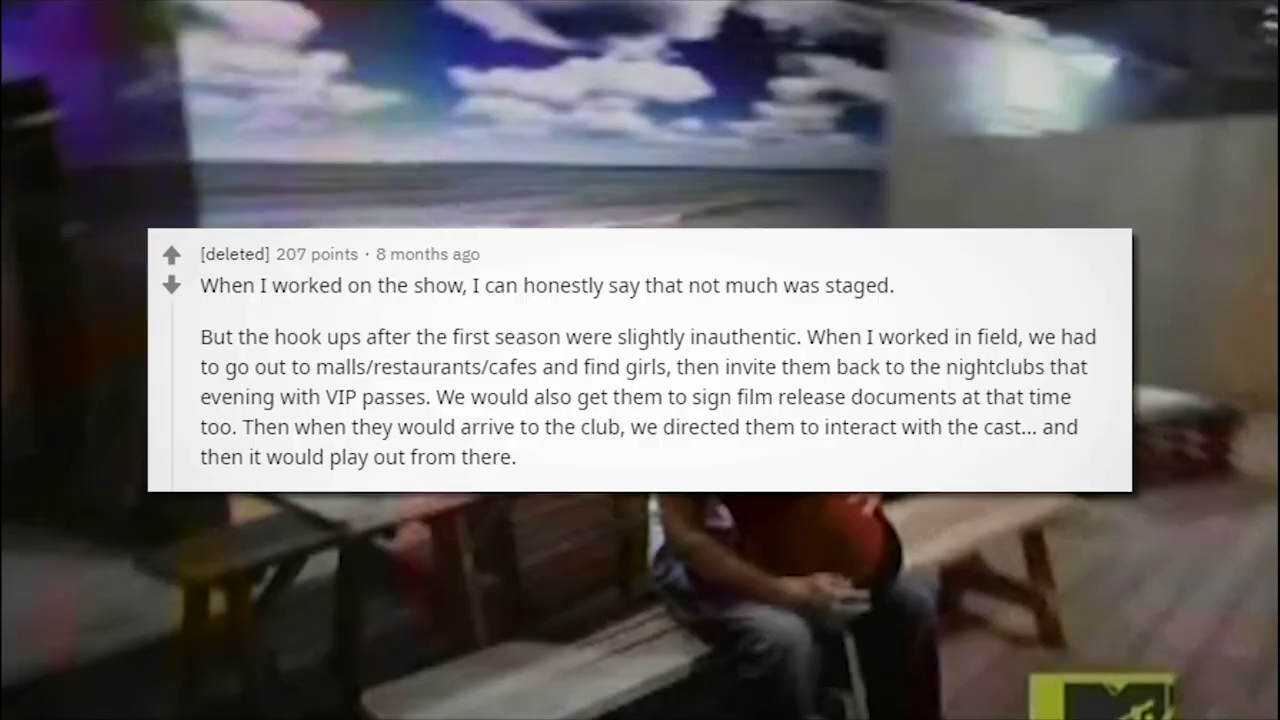 [deleted] 207 points · 8 months ago
When I worked on the show, I can honestly say that not much was staged.
But the hook ups after the first season were slightly inauthentic. When I worked in field, we had
to go out to malls/restaurants/cafes and find girls, then invite them back to the nightclubs that
evening with VIP passes. We would also get them to sign film release documents at that time
too. Then when they would arrive to the club, we directed them to interact with the cast... and
then it would play out from there.
M